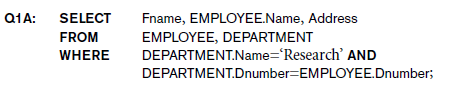 Q1A: SELECT Fname, EMPLOYEE.Name, Address
FROM EMPLOYEE, DEPARTMENT
WHERE DEPARTMENT.Name=‘Research’ AND
DEPARTMENT.Dnumber=EMPLOYEE.Dnumber;